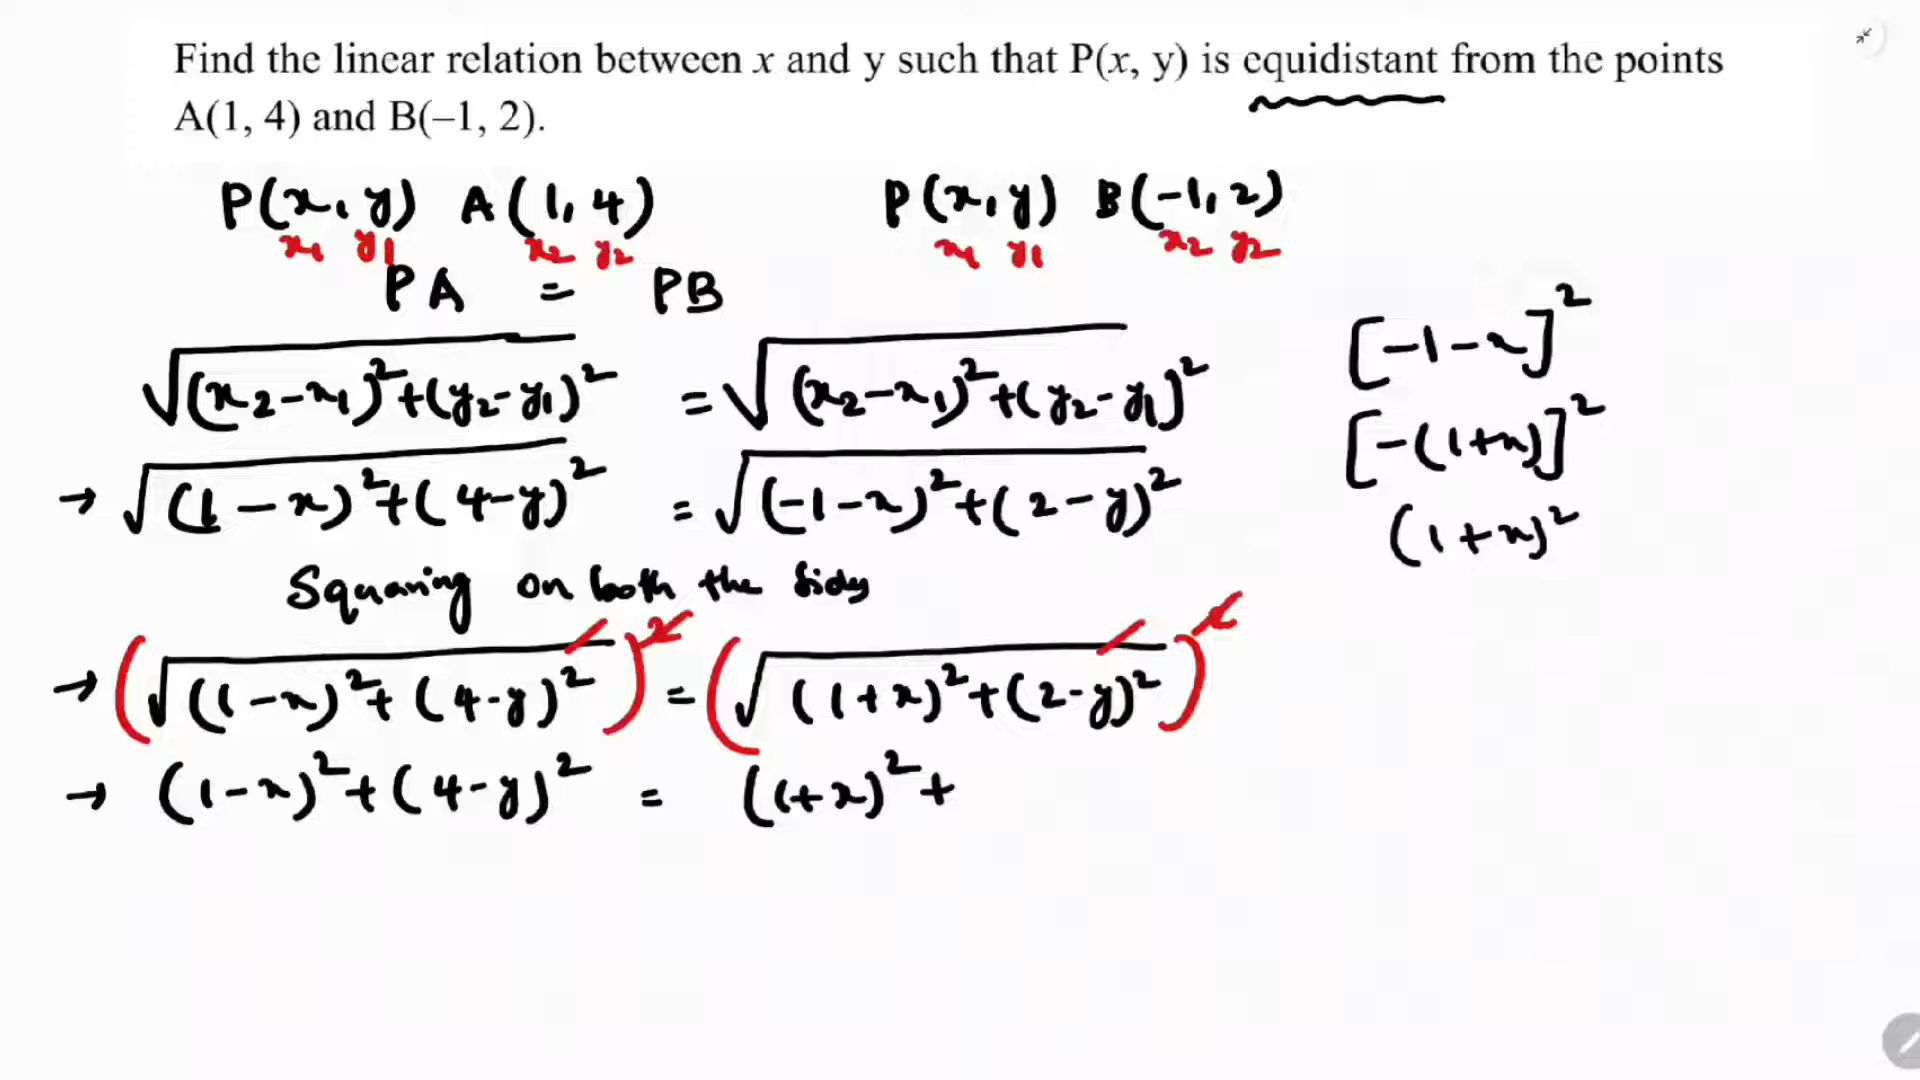 Find the linear relation between x and y such that P(x, y) is equidistant from the points
A(1, 4) and B(–1, 2).
P(x, y) A(1, 4) P(x, y) B(-1, 2)
x₁ y₁ x₂ y₂ x₁ y₁ x₂ y₂
PA = PB
√(x₂-x₁)²+(y₂-y₁)² = √(x₂-x₁)²+(y₂-y₁)²
[-1-x]²
→ √(1-x)²+(4-y)² = √(-1-x)²+(2-y)²
[-(1+x)]²
(1+x)²
Squaring on both the sides
→ (√(1-x)²+(4-y)²)² = (√(1+x)²+(2-y)²)²
→ (1-x)²+(4-y)² = (1+x)²+